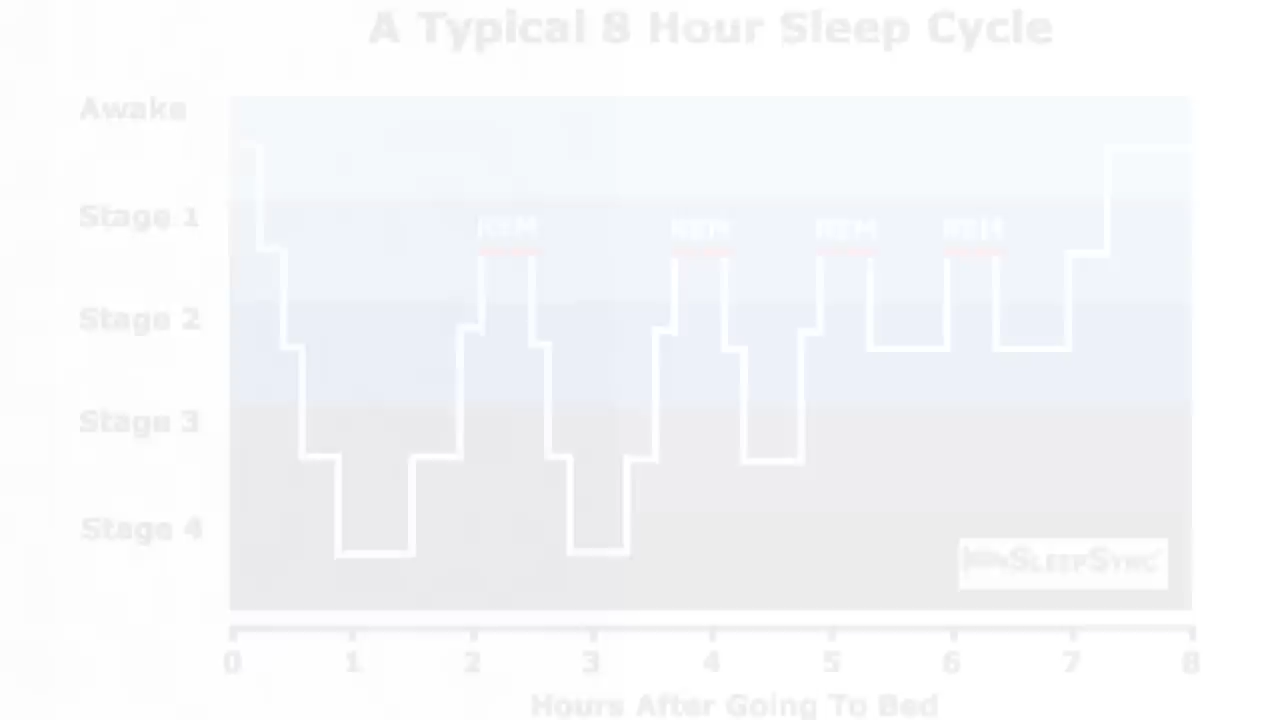 A Typical 8 Hour Sleep Cycle
Awake
Stage 1
REM REM REM REM
Stage 2
Stage 3
Stage 4
SLEEPSYNC
0 1 2 3 4 5 6 7 8
Hours After Going To Bed